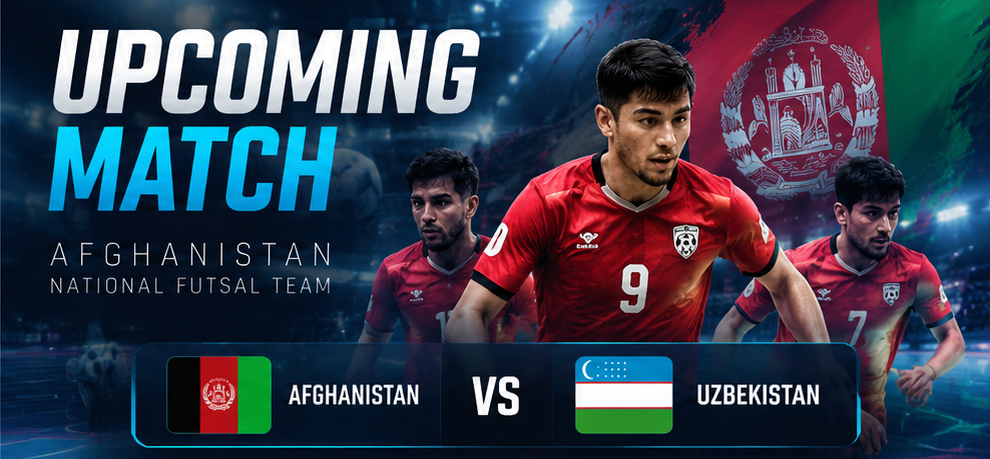 UPCOMING
MATCH
AFGHANISTAN
NATIONAL FUTSAL TEAM
9
7
AFGHANISTAN
VS
UZBEKISTAN